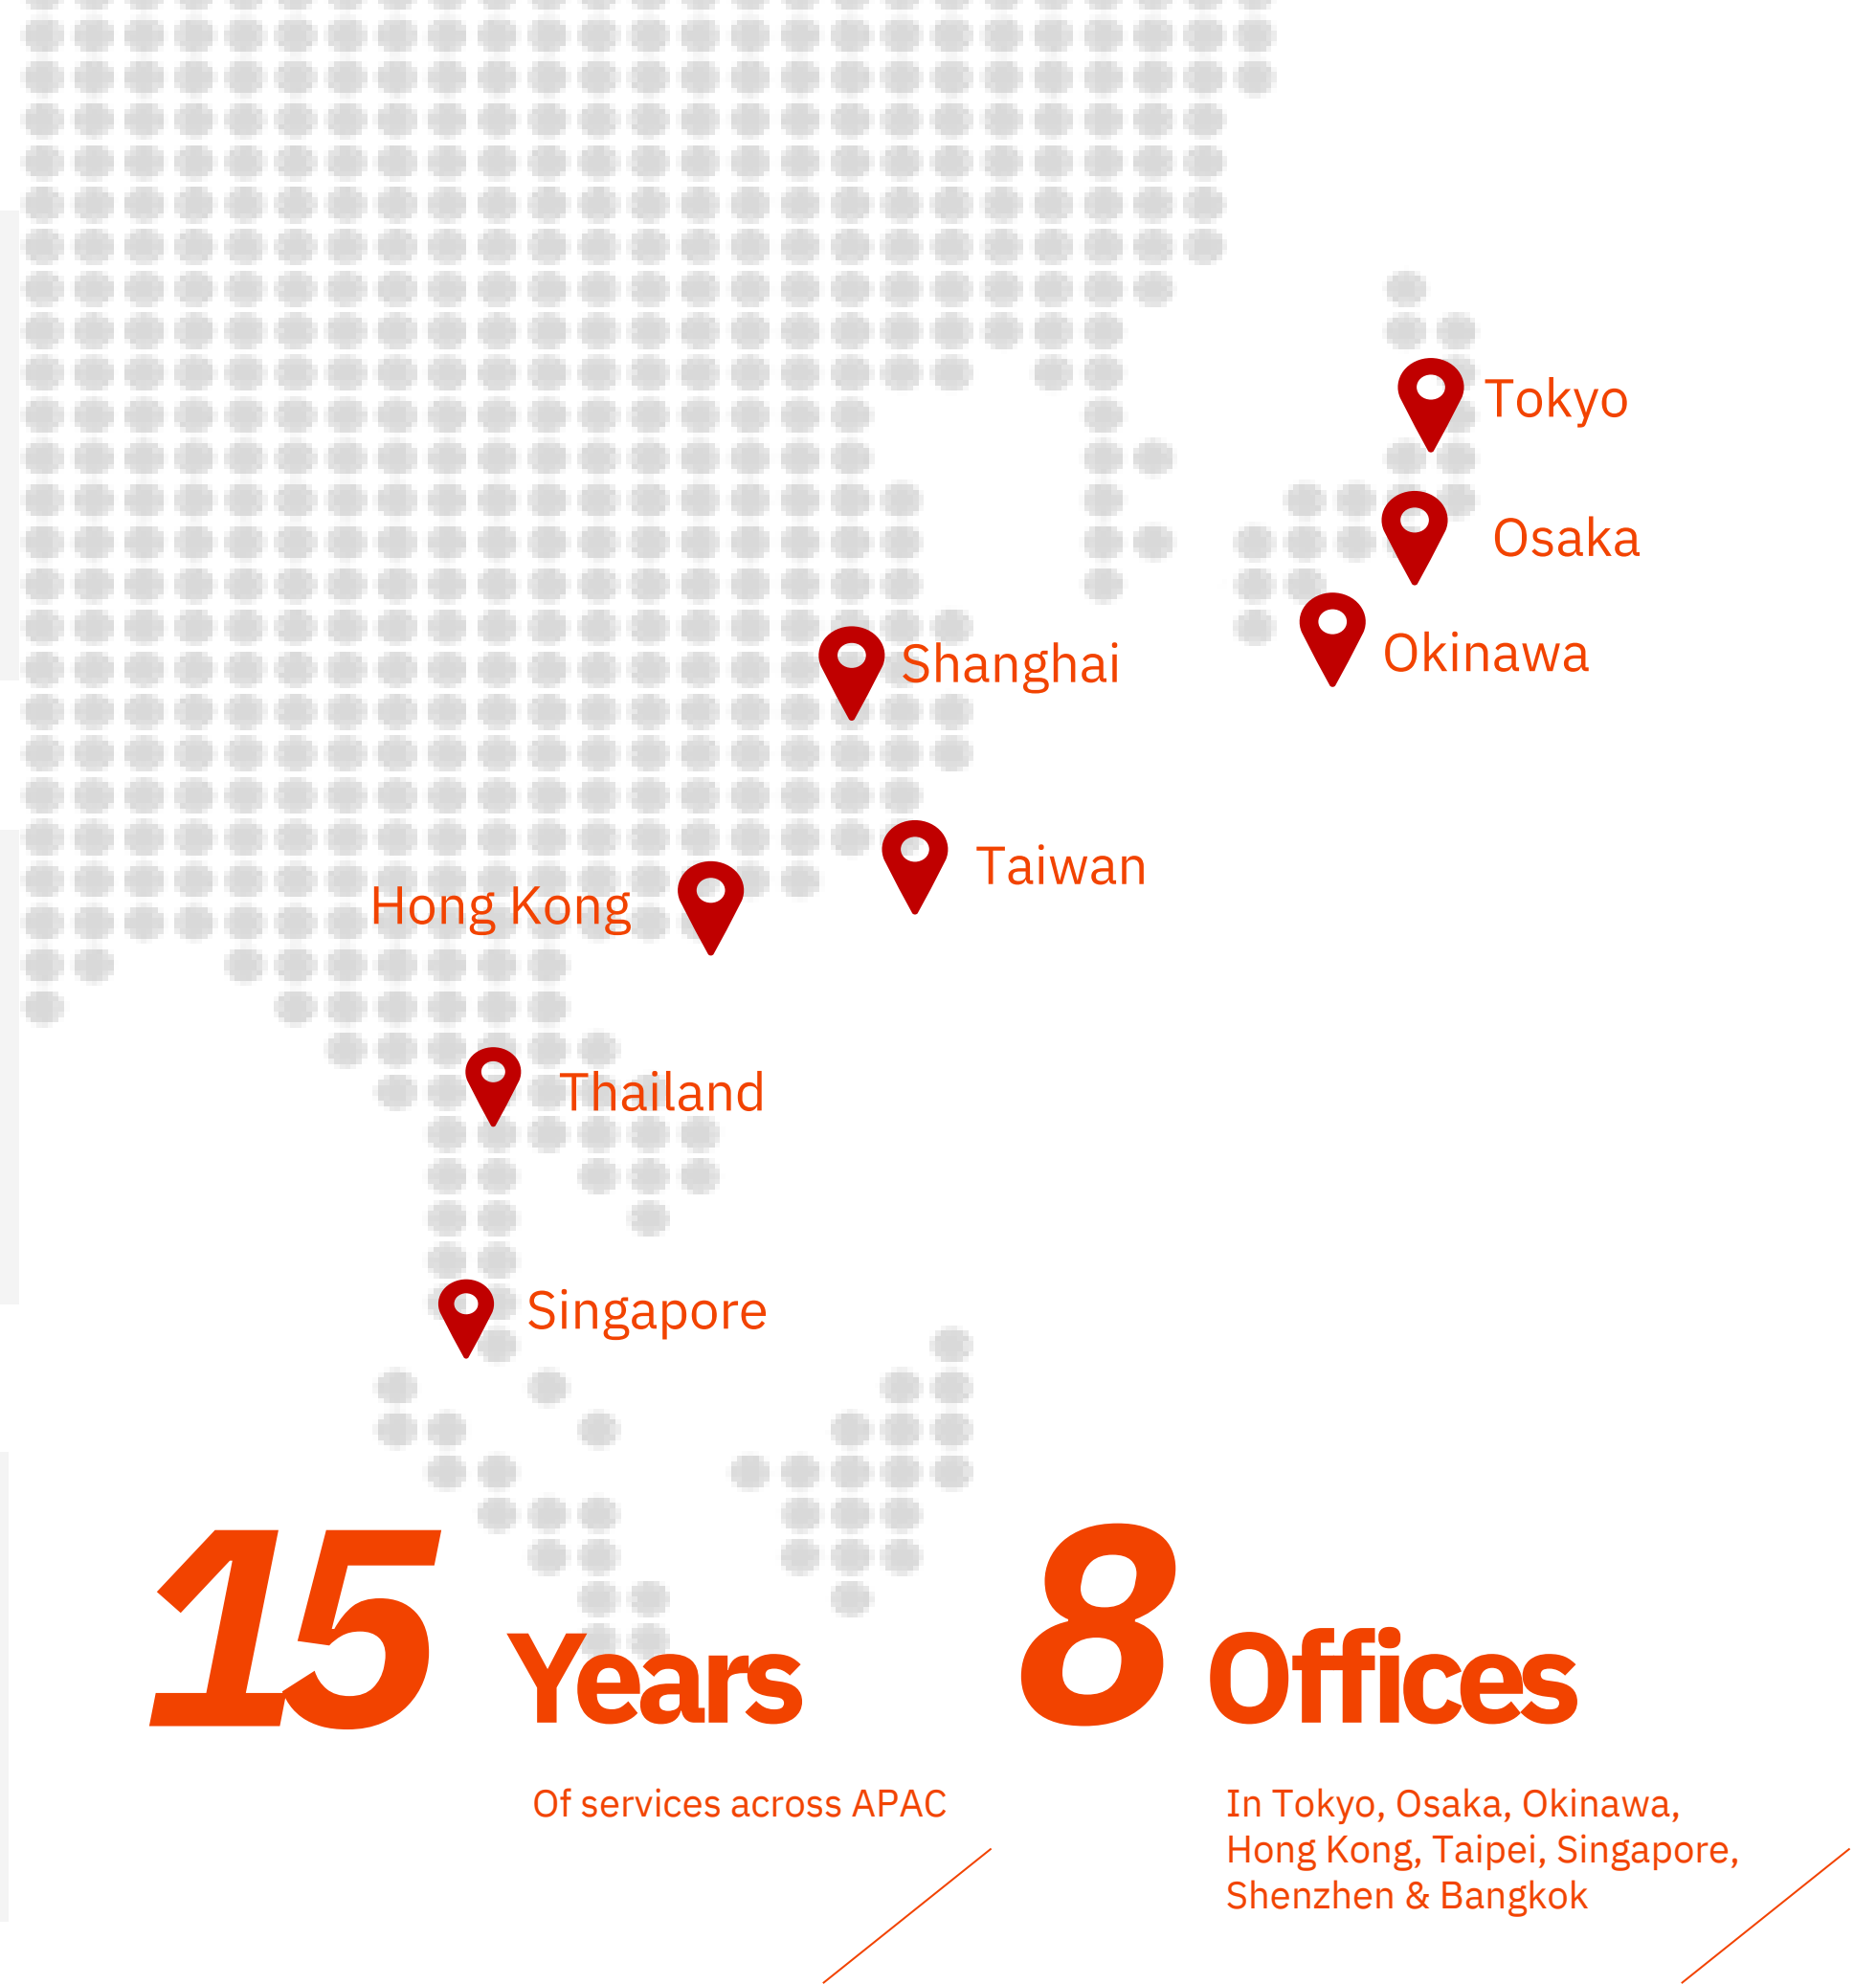 Tokyo
Osaka
Okinawa
Shanghai
Taiwan
Hong Kong
Thailand
Singapore
15 Years
Of services across APAC
8 Offices
In Tokyo, Osaka, Okinawa,
Hong Kong, Taipei, Singapore,
Shenzhen & Bangkok